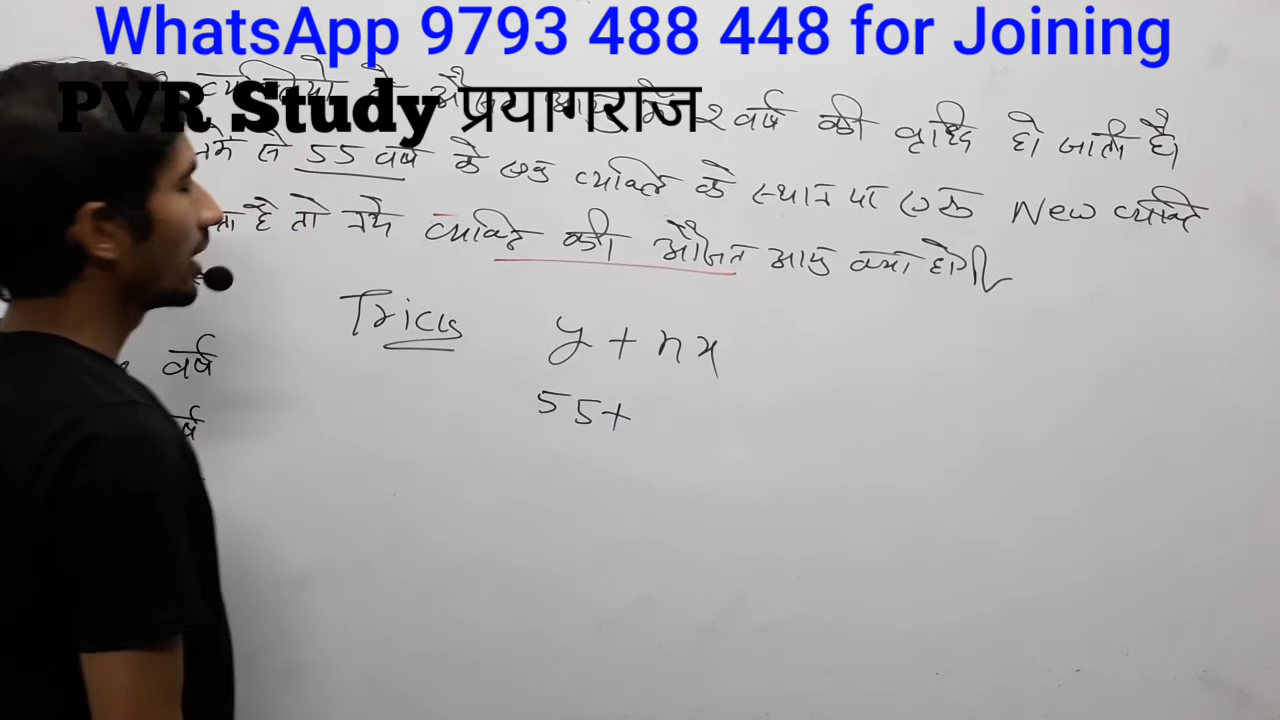 WhatsApp 9793 488 448 for Joining
PVR Study प्रयागराज
वर्ष की वृद्धि हो जाती है।
से 55 वर्ष के एक व्यक्ति के स्थान पर एक New व्यक्ति
है तो नये व्यक्ति की औसत आयु क्या होगी
Tricks y + nx
वर्ष
55+